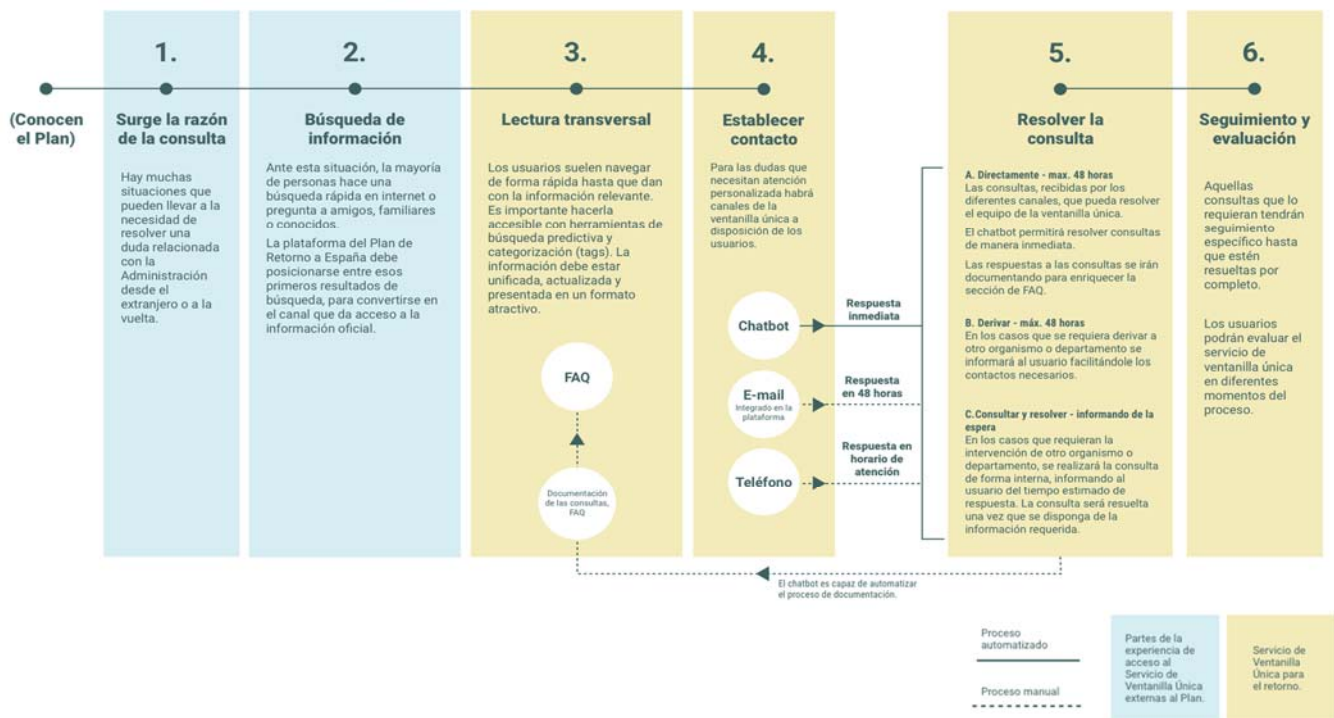 (Conocen
el Plan)
1.
Surge la razón
de la consulta
Hay muchas
situaciones que
pueden llevar a la
necesidad de
resolver una
duda relacionada
con la
Administración
desde el
extranjero o a la
vuelta.
2.
Búsqueda de
información
Ante esta situación, la mayoría
de personas hace una
búsqueda rápida en internet o
pregunta a amigos, familiares
o conocidos.
La plataforma del Plan de
Retorno a España debe
posicionarse entre esos
primeros resultados de
búsqueda, para convertirse en
el canal que da acceso a la
información oficial.
3.
Lectura transversal
Los usuarios suelen navegar
de forma rápida hasta que dan
con la información relevante.
Es importante hacerla
accesible con herramientas de
búsqueda predictiva y
categorización (tags). La
información debe estar
unificada, actualizada y
presentada en un formato
atractivo.
FAQ
Documentación
de las consultas,
FAQ
4.
Establecer
contacto
Para las dudas que
necesitan atención
personalizada habrá
canales de la
ventanilla única a
disposición de los
usuarios.
Chatbot
Respuesta
inmediata
E-mail
Integrado en la
plataforma
Respuesta
en 48 horas
Teléfono
Respuesta en
horario de
atención
5.
Resolver la
consulta
A. Directamente - max. 48 horas
Las consultas, recibidas por los
diferentes canales, que pueda resolver
el equipo de la ventanilla única.
El chatbot permitirá resolver consultas
de manera inmediata.
Las respuestas a las consultas se irán
documentando para enriquecer la
sección de FAQ.
B. Derivar - máx. 48 horas
En los casos que se requiera derivar a
otro organismo o departamento se
informará al usuario facilitándole los
contactos necesarios.
C.Consultar y resolver - informando de la
espera
En los casos que requieran la
intervención de otro organismo o
departamento, se realizará la consulta
de forma interna, informando al
usuario del tiempo estimado de
respuesta. La consulta será resuelta
una vez que se disponga de la
información requerida.
6.
Seguimiento y
evaluación
Aquellas
consultas que lo
requieran tendrán
seguimiento
específico hasta
que estén
resueltas por
completo.
Los usuarios
podrán evaluar el
servicio de
ventanilla única
en diferentes
momentos del
proceso.
El chatbot es capaz de automatizar
el proceso de documentación.
Proceso
automatizado
Proceso manual
Partes de la
experiencia de
acceso al
Servicio de
Ventanilla Única
externas al Plan.
Servicio de
Ventanilla
Única para
el retorno.